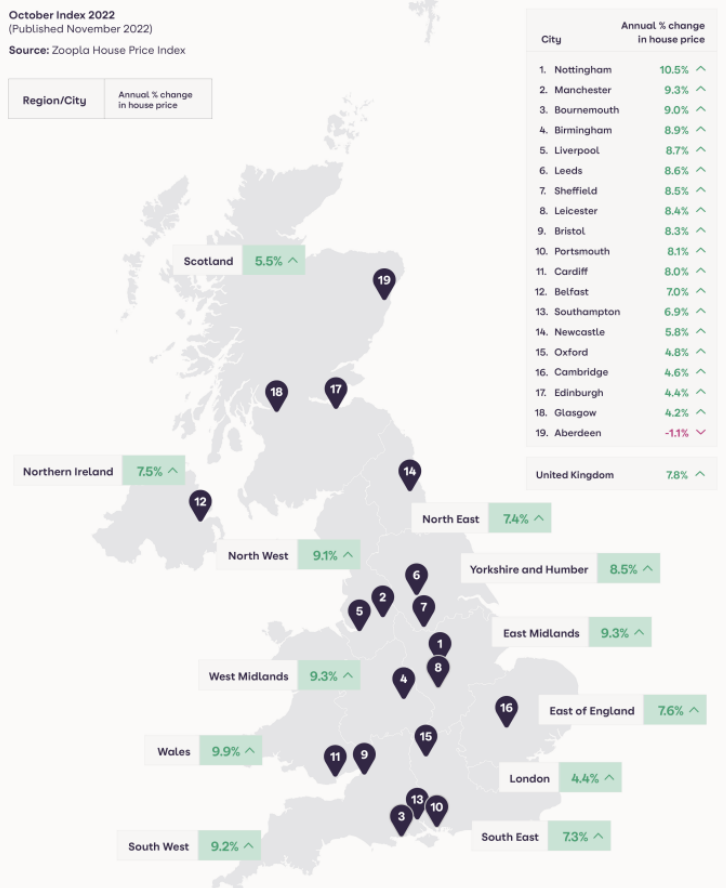 October Index 2022
(Published November 2022)
Source: Zoopla House Price Index
Region/City
Annual % change
in house price
City
Annual % change
in house price
1. Nottingham 10.5%
2. Manchester 9.3%
3. Bournemouth 9.0%
4. Birmingham 8.9%
5. Liverpool 8.7%
6. Leeds 8.6%
7. Sheffield 8.5%
8. Leicester 8.4%
9. Bristol 8.3%
10. Portsmouth 8.1%
11. Cardiff 8.0%
12. Belfast 7.0%
13. Southampton 6.9%
14. Newcastle 5.8%
15. Oxford 4.8%
16. Cambridge 4.6%
17. Edinburgh 4.4%
18. Glasgow 4.2%
19. Aberdeen -1.1%
United Kingdom 7.8%
Scotland 5.5%
19
18
17
Northern Ireland 7.5%
14
12
North East 7.4%
North West 9.1%
Yorkshire and Humber 8.5%
6
2
5
7
East Midlands 9.3%
1
8
West Midlands 9.3%
4
16
East of England 7.6%
15
Wales 9.9%
11
9
London 4.4%
13
10
3
South East 7.3%
South West 9.2%